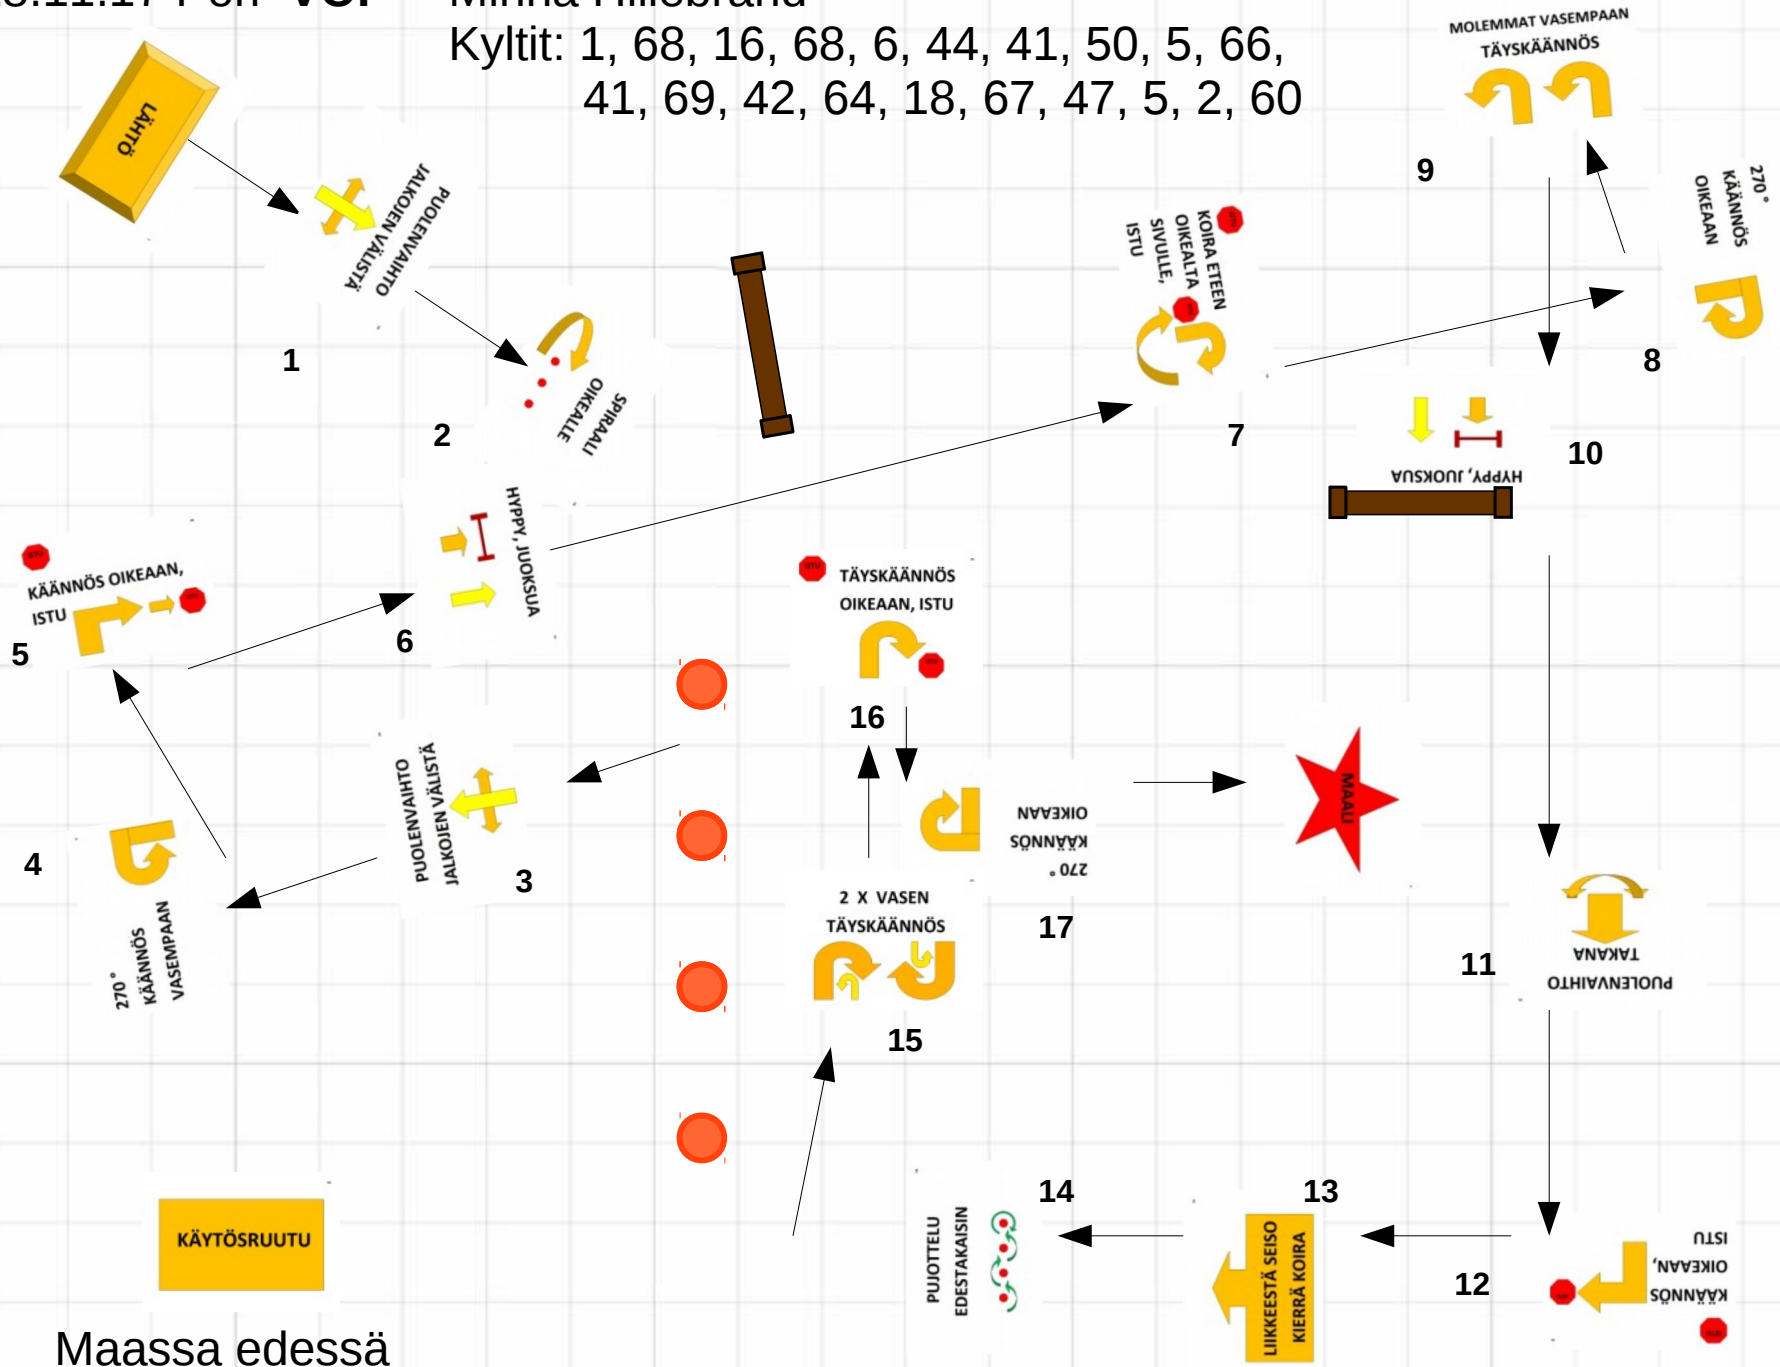 Kyltit: 1, 68, 16, 68, 6, 44, 41, 50, 5, 66,
41, 69, 42, 64, 18, 67, 47, 5, 2, 60
MOLEMMAT VASEMPAAN
TÄYSKÄÄNNÖS
9
LÄHTÖ
PUOLENVAIHTO
JALKOJEN VÄLISTÄ
1
SPIRAALI
OIKEALLE
2
KOIRA ETEEN
OIKEALTA
SIVULLE,
ISTU
7
270°
KÄÄNNÖS
OIKEAAN
8
HYPPY, JUOKSUA
10
KÄÄNNÖS OIKEAAN,
ISTU
5
HYPPY, JUOKSUA
6
TÄYSKÄÄNNÖS
OIKEAAN, ISTU
16
PUOLENVAIHTO
JALKOJEN VÄLISTÄ
3
270°
KÄÄNNÖS
OIKEAAN
17
MAALI
4
270°
KÄÄNNÖS
VASEMPAAN
2 X VASEN
TÄYSKÄÄNNÖS
15
PUOLENVAIHTO
TAKANA
11
KÄYTÖSRUUTU
PUJOTTELU
EDESTAKAISIN
14
LIIKKEESTÄ SEISO
KIERRÄ KOIRA
13
KÄÄNNÖS
OIKEAAN,
ISTU
12
Maassa edessä